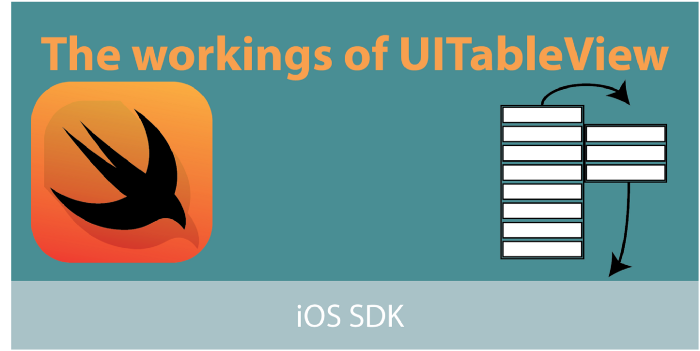 The workings of UITableView
iOS SDK